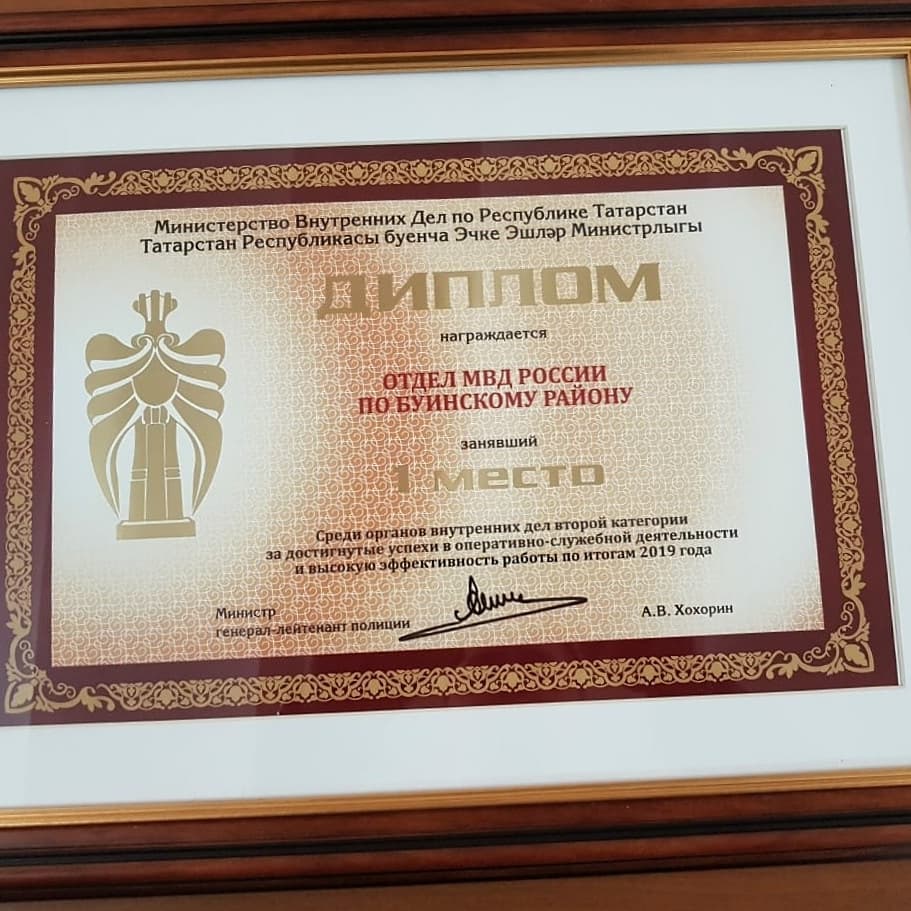 Министерство Внутренних Дел по Республике Татарстан
Татарстан Республикасы буенча Эчке Эшләр Министрлыгы
ДИПЛОМ
награждается
ОТДЕЛ МВД РОССИИ
ПО БУИНСКОМУ РАЙОНУ
занявший
1 место
Среди органов внутренних дел второй категории
за достигнутые успехи в оперативно-служебной деятельности
и высокую эффективность работы по итогам 2019 года
Министр
генерал-лейтенант полиции
А.В. Хохорин